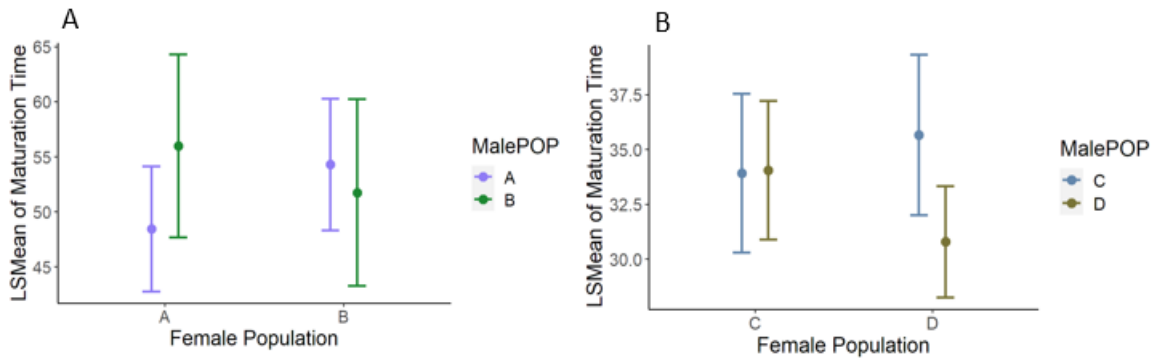 A
LSMean of Maturation Time
65
60
55
50
45
A
B
Female Population
MalePOP
A
B
B
LSMean of Maturation Time
37.5
35.0
32.5
30.0
C
D
Female Population
MalePOP
C
D